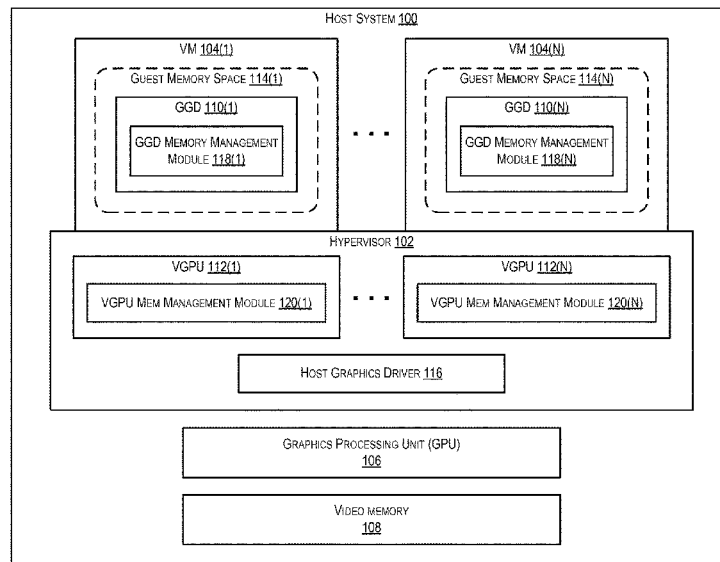 HOST SYSTEM 100
VM 104(1)
VM 104(N)
GUEST MEMORY SPACE 114(1)
GUEST MEMORY SPACE 114(N)
GGD 110(1)
GGD 110(N)
GGD MEMORY MANAGEMENT
MODULE 118(1)
GGD MEMORY MANAGEMENT
MODULE 118(N)
HYPERVISOR 102
VGPU 112(1)
VGPU 112(N)
VGPU MEM MANAGEMENT MODULE 120(1)
VGPU MEM MANAGEMENT MODULE 120(N)
HOST GRAPHICS DRIVER 116
GRAPHICS PROCESSING UNIT (GPU)
106
VIDEO MEMORY
108